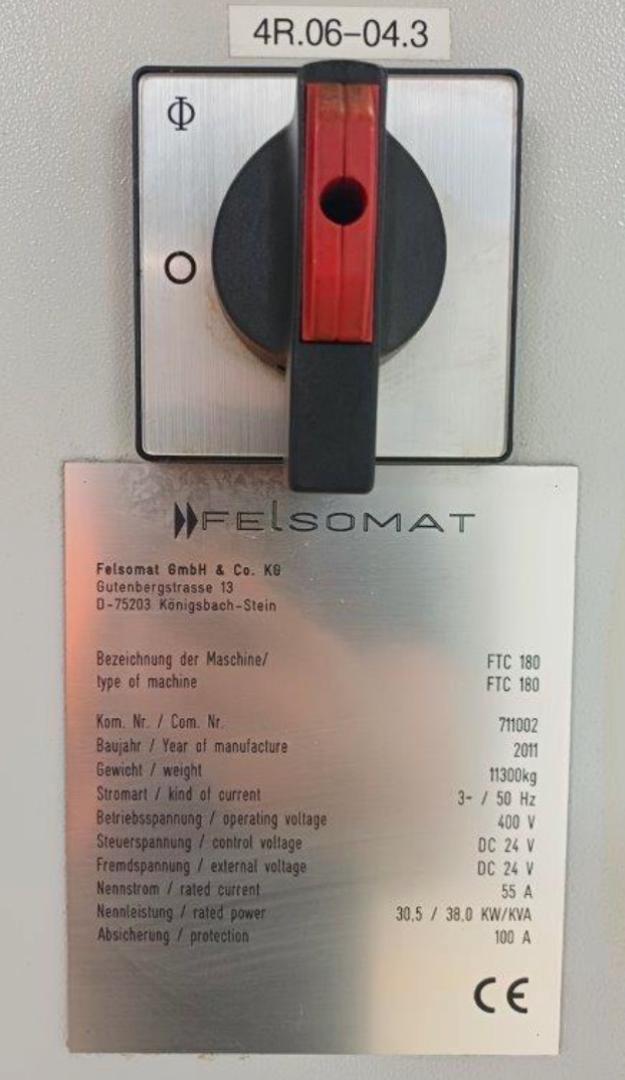 4R.06-04.3
FELSOMAT
Felsomat GmbH & Co. KG
Gutenbergstrasse 13
D-75203 Königsbach-Stein
Bezeichnung der Maschine/ FTC 180
type of machine FTC 180
Kom. Nr. / Com. Nr. 711002
Baujahr / Year of manufacture 2011
Gewicht / weight 11300kg
Stromart / kind of current 3~ / 50 Hz
Betriebsspannung / operating voltage 400 V
Steuerspannung / control voltage DC 24 V
Fremdspannung / external voltage DC 24 V
Nennstrom / rated current 55 A
Nennleistung / rated power 30,5 / 38,0 KW/KVA
Absicherung / protection 100 A
CE